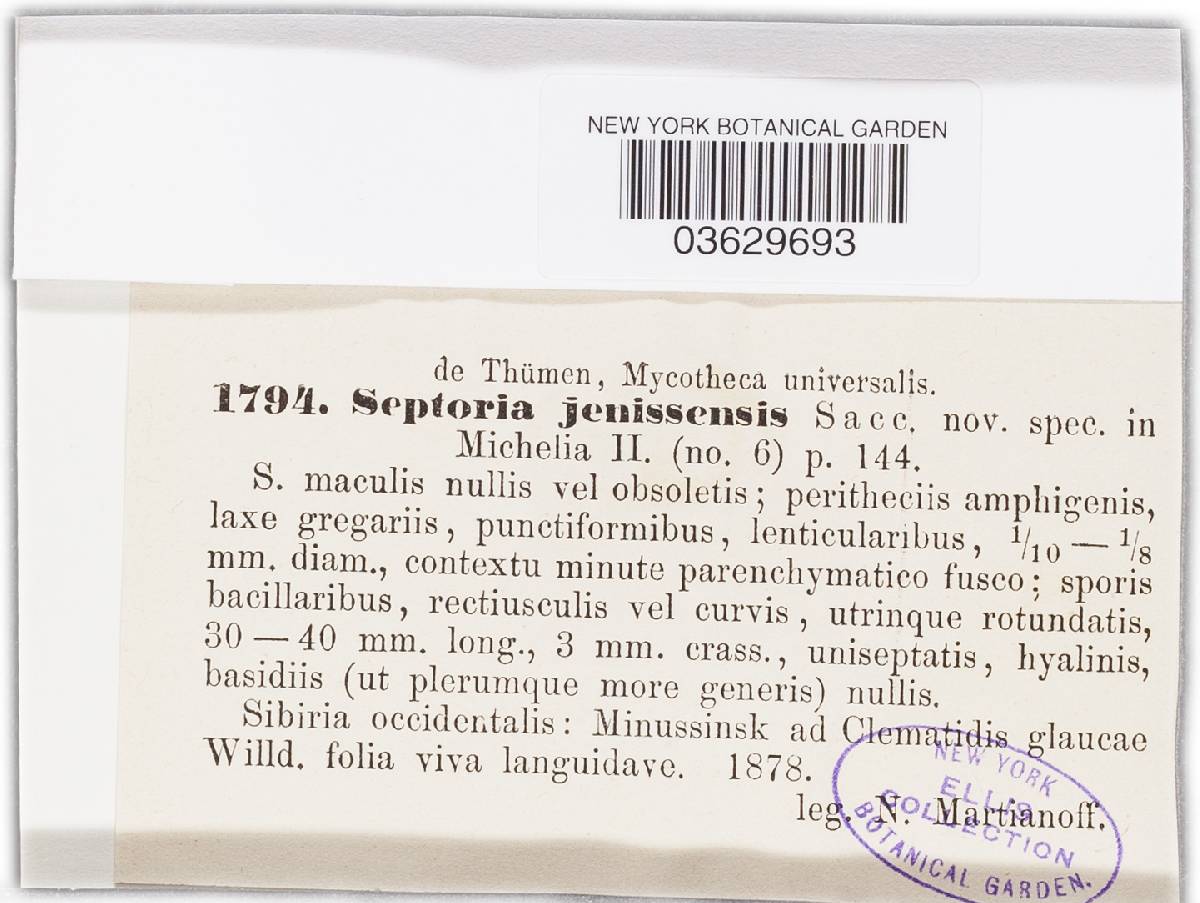 NEW YORK BOTANICAL GARDEN
03629693
de Thümen, Mycotheca universalis.
1794. Septoria jenissensis Sacc. nov. spec. in
Michelia II. (no. 6) p. 144.
S. maculis nullis vel obsoletis; peritheciis amphigenis,
laxe gregariis, punctiformibus, lenticularibus, 1/10 — 1/8
mm. diam., contextu minute parenchymatico fusco; sporis
bacillaribus, rectiusculis vel curvis, utrinque rotundatis,
30 — 40 mm. long., 3 mm. crass., uniseptatis, hyalinis,
basidiis (ut plerumque more generis) nullis.
Sibiria occidentalis: Minussinsk ad Clematidis glaucae
Willd. folia viva languidave. 1878.
leg. N. Martianoff.
NEW YORK
ELLIS
COLLECTION
BOTANICAL GARDEN.